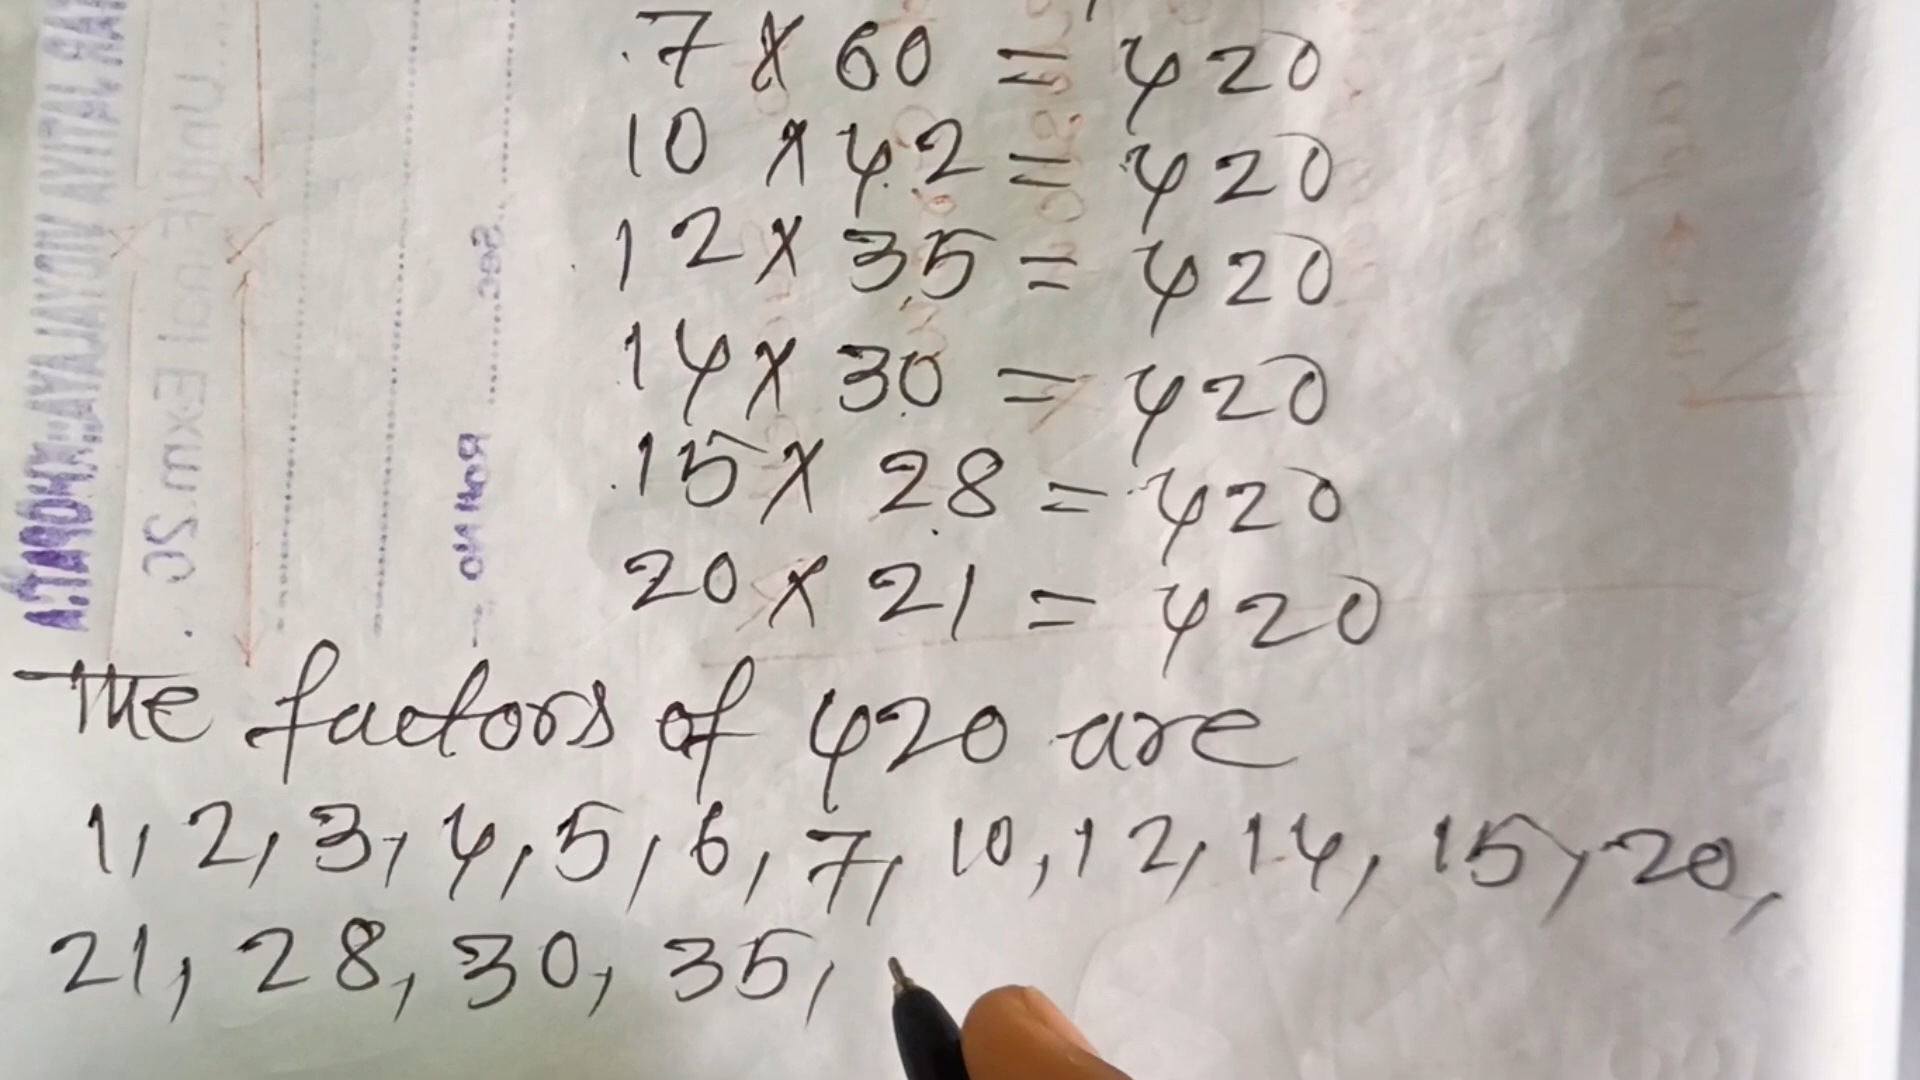 7 × 60 = 420
10 × 42 = 420
12 × 35 = 420
14 × 30 = 420
15 × 28 = 420
20 × 21 = 420
The factors of 420 are
1, 2, 3, 4, 5, 6, 7, 10, 12, 14, 15, 20,
21, 28, 30, 35,